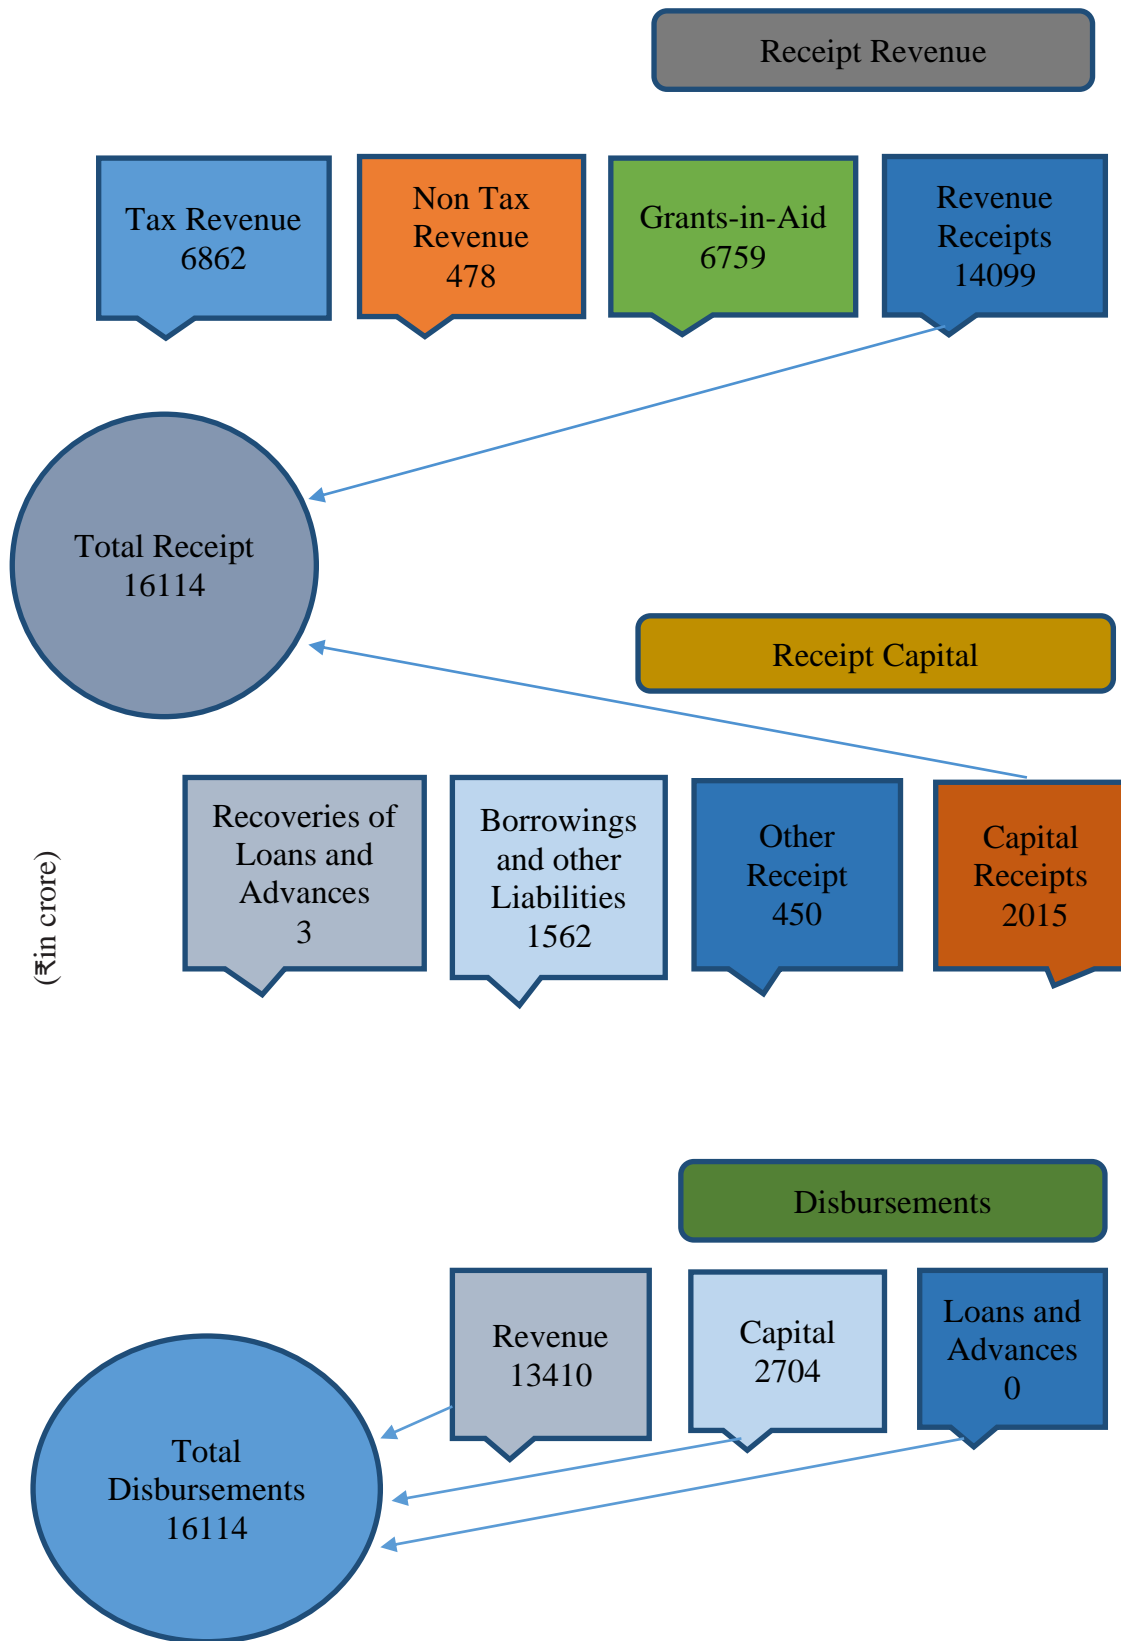 Receipt Revenue
Tax Revenue
6862
Non Tax
Revenue
478
Grants-in-Aid
6759
Revenue
Receipts
14099
Total Receipt
16114
Receipt Capital
Recoveries of
Loans and
Advances
3
Borrowings
and other
Liabilities
1562
Other
Receipt
450
Capital
Receipts
2015
(₹in crore)
Disbursements
Revenue
13410
Capital
2704
Loans and
Advances
0
Total
Disbursements
16114